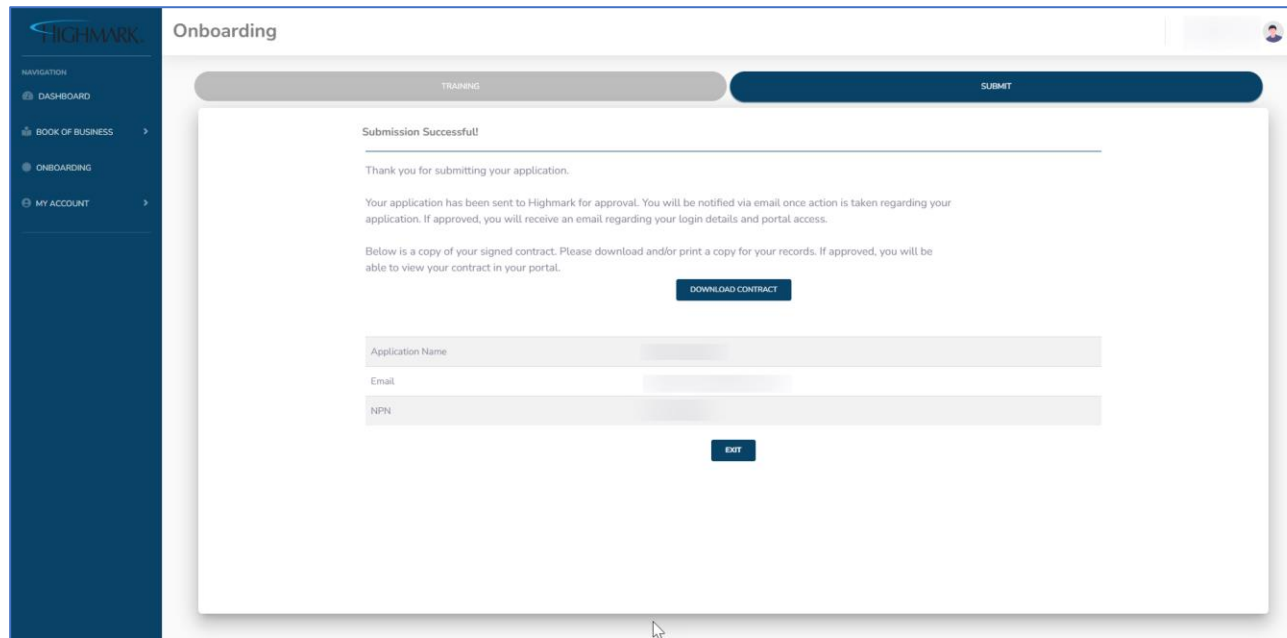 HIGHMARK
Onboarding
NAVIGATION
DASHBOARD
BOOK OF BUSINESS
ONBOARDING
MY ACCOUNT
TRAINING
SUBMIT
Submission Successful!
Thank you for submitting your application.
Your application has been sent to Highmark for approval. You will be notified via email once action is taken regarding your
application. If approved, you will receive an email regarding your login details and portal access.
Below is a copy of your signed contract. Please download and/or print a copy for your records. If approved, you will be
able to view your contract in your portal.
DOWNLOAD CONTRACT
Application Name
Email
NPN
EXIT